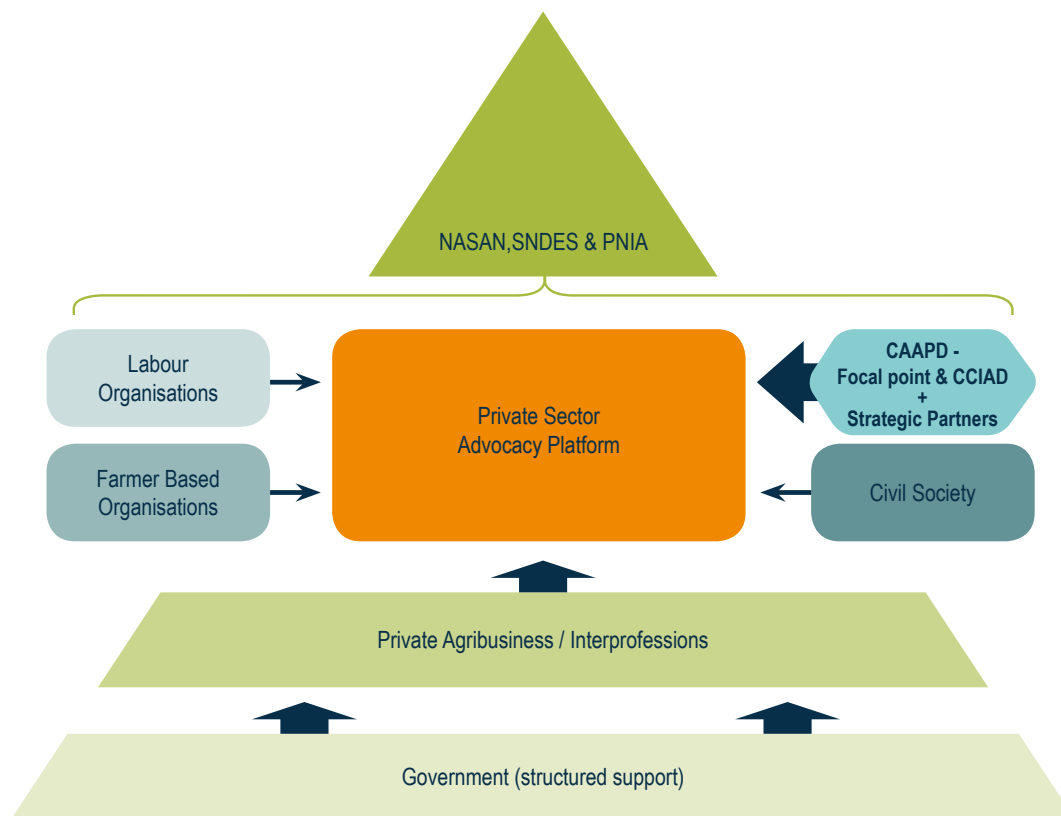 NASAN,SNDES & PNIA
Labour
Organisations
Private Sector
Advocacy Platform
CAAPD -
Focal point & CCIAD
+
Strategic Partners
Farmer Based
Organisations
Civil Society
Private Agribusiness / Interprofessions
Government (structured support)